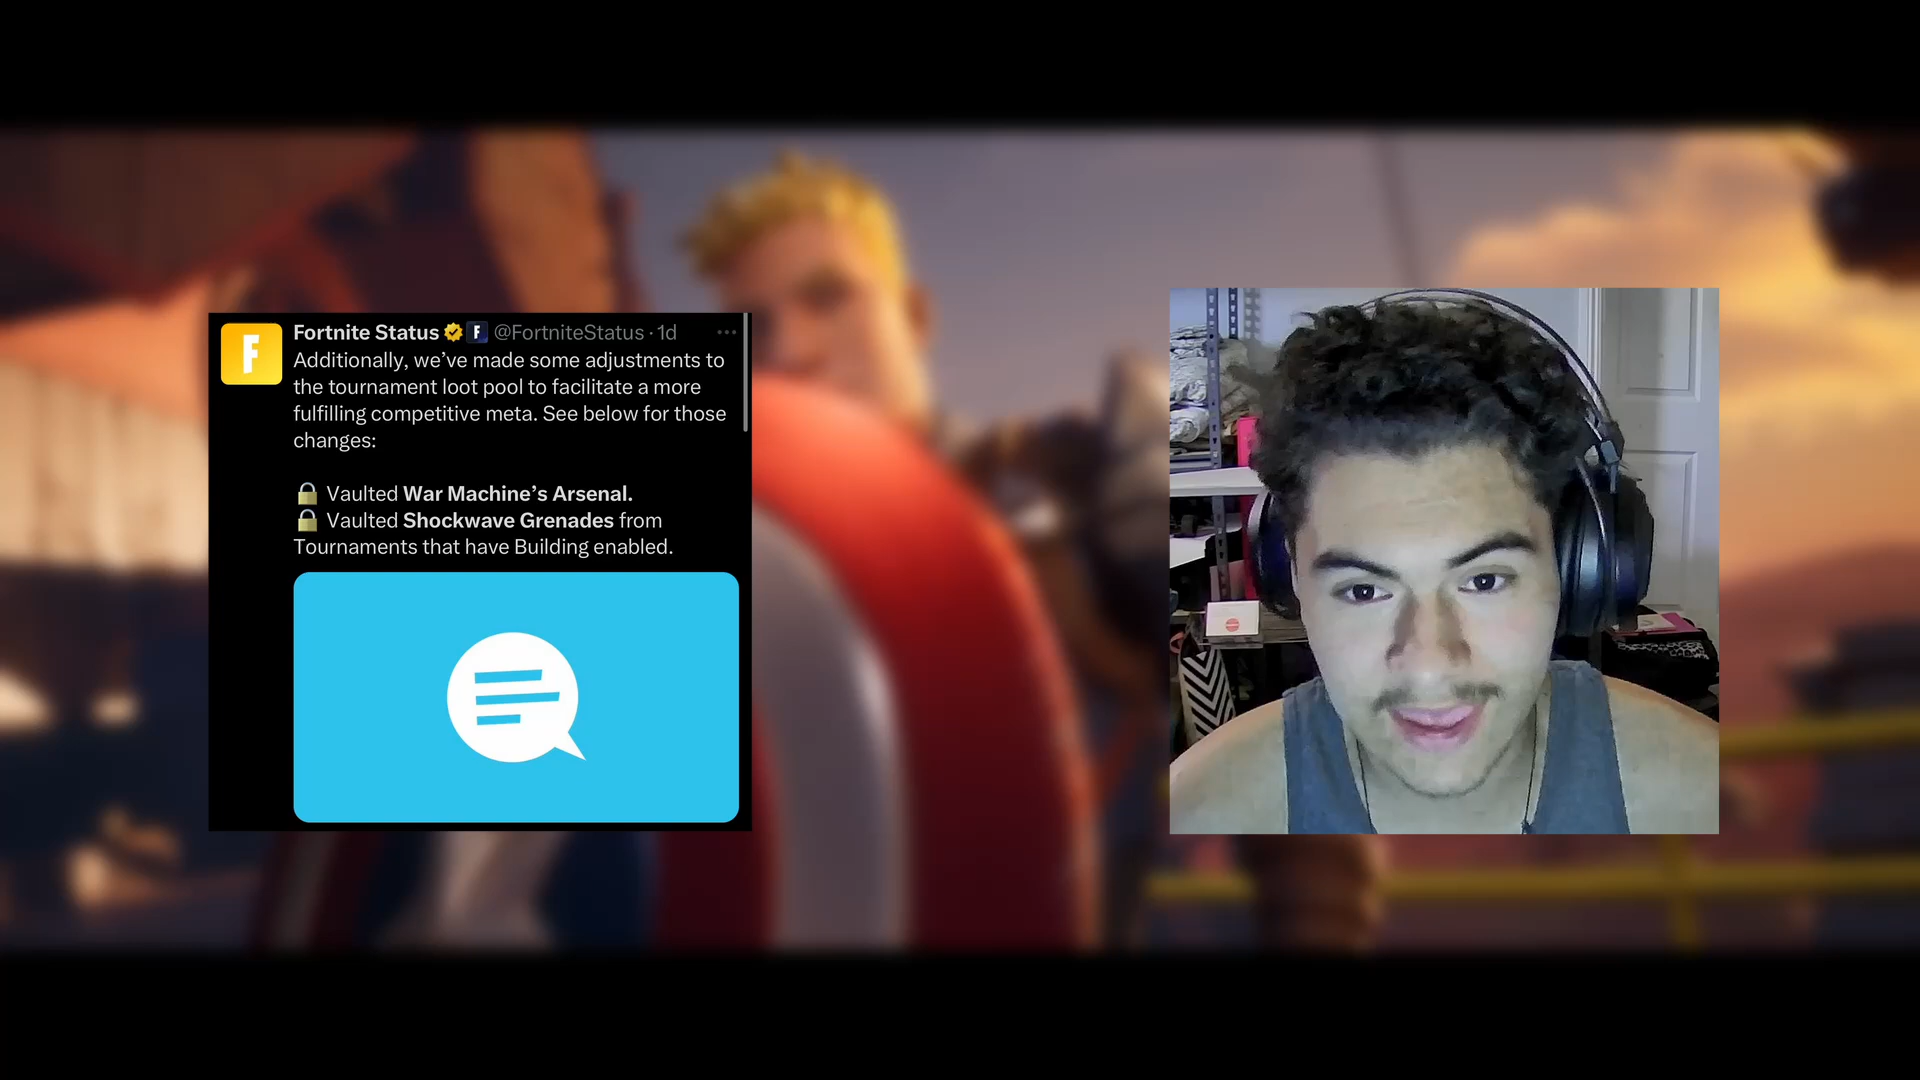 Fortnite Status @FortniteStatus · 1d
Additionally, we’ve made some adjustments to
the tournament loot pool to facilitate a more
fulfilling competitive meta. See below for those
changes:
🔒 Vaulted War Machine’s Arsenal.
🔒 Vaulted Shockwave Grenades from
Tournaments that have Building enabled.